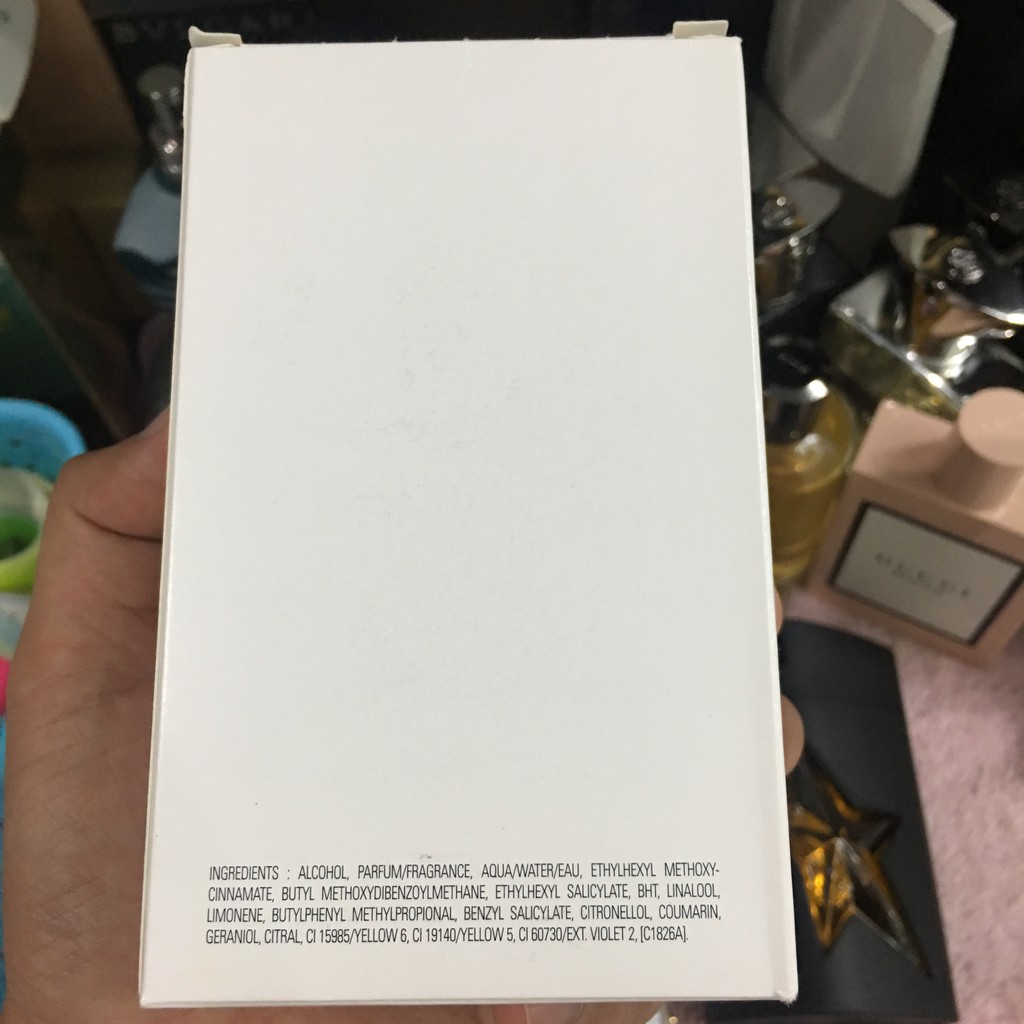 BVLGARI
INGREDIENTS : ALCOHOL, PARFUM/FRAGRANCE, AQUA/WATER/EAU, ETHYLHEXYL METHOXY-
CINNAMATE, BUTYL METHOXYDIBENZOYLMETHANE, ETHYLHEXYL SALICYLATE, BHT, LINALOOL,
LIMONENE, BUTYLPHENYL METHYLPROPIONAL, BENZYL SALICYLATE, CITRONELLOL, COUMARIN,
GERANIOL, CITRAL, CI 15985/YELLOW 6, CI 19140/YELLOW 5, CI 60730/EXT. VIOLET 2, [C1826A].